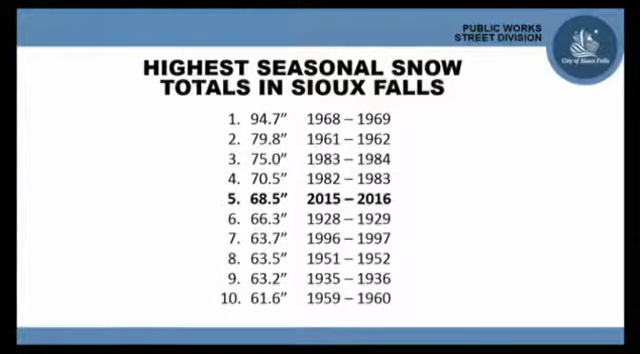 PUBLIC WORKS
STREET DIVISION
City of Sioux Falls
HIGHEST SEASONAL SNOW
TOTALS IN SIOUX FALLS
1. 94.7" 1968 – 1969
2. 79.8" 1961 – 1962
3. 75.0" 1983 – 1984
4. 70.5" 1982 – 1983
5. 68.5" 2015 – 2016
6. 66.3" 1928 – 1929
7. 63.7" 1996 – 1997
8. 63.5" 1951 – 1952
9. 63.2" 1935 – 1936
10. 61.6" 1959 – 1960